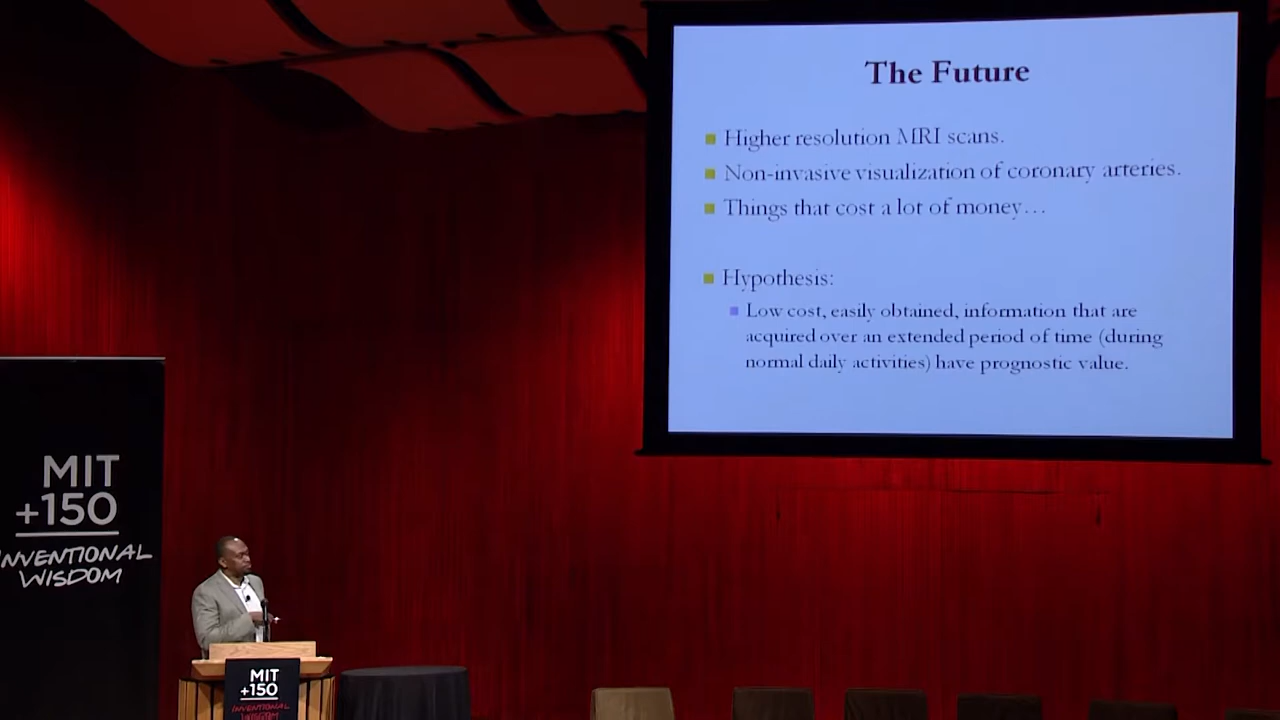 The Future
Higher resolution MRI scans.
Non-invasive visualization of coronary arteries.
Things that cost a lot of money…
Hypothesis:
Low cost, easily obtained, information that are
acquired over an extended period of time (during
normal daily activities) have prognostic value.
MIT
+150
INVENTIONAL
WISDOM
MIT
+150
INVENTIONAL
WISDOM